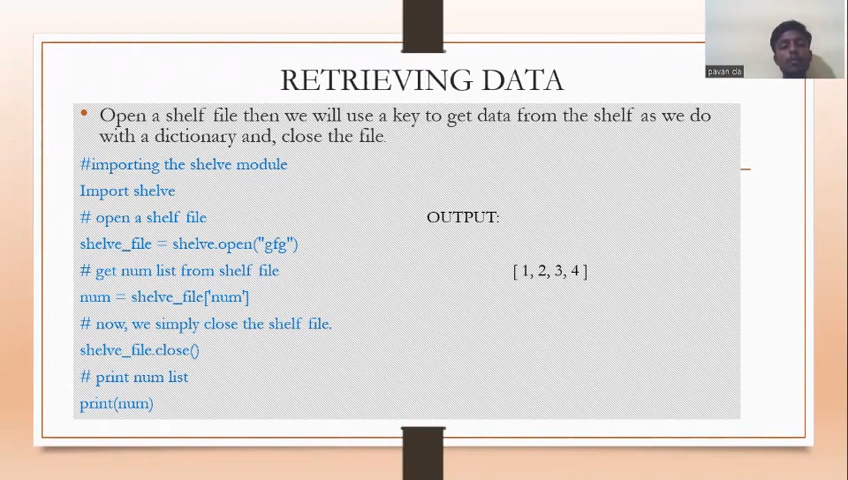 pavan da
RETRIEVING DATA
• Open a shelf file then we will use a key to get data from the shelf as we do
with a dictionary and, close the file.
#importing the shelve module
Import shelve
# open a shelf file
OUTPUT:
shelve_file = shelve.open("gfg")
# get num list from shelf file
[ 1, 2, 3, 4 ]
num = shelve_file['num']
# now, we simply close the shelf file.
shelve_file.close()
# print num list
print(num)